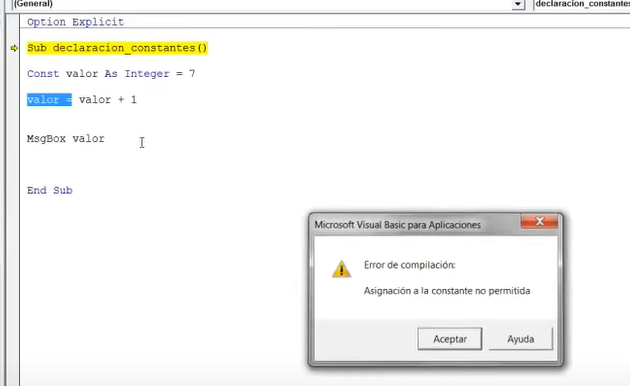 (General)
declaracion_constantes
Option Explicit
Sub declaracion_constantes()
Const valor As Integer = 7
valor = valor + 1
MsgBox valor
End Sub
Microsoft Visual Basic para Aplicaciones
Error de compilación:
Asignación a la constante no permitida
Aceptar
Ayuda